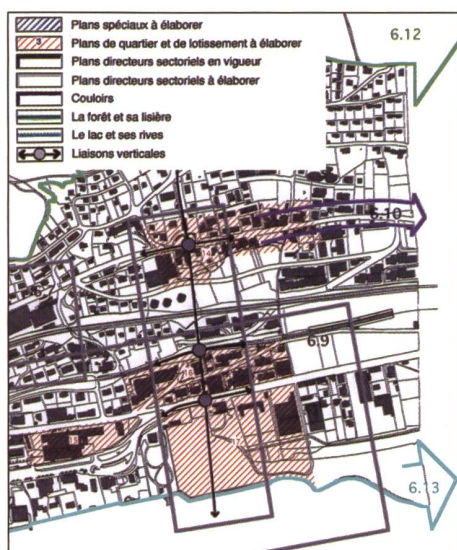 Plans spéciaux à élaborer
3 Plans de quartier et de lotissement à élaborer
Plans directeurs sectoriels en vigueur
Plans directeurs sectoriels à élaborer
Couloirs
La forêt et sa lisière
Le lac et ses rives
Liaisons verticales
6.12
6.10
6.9
6.13